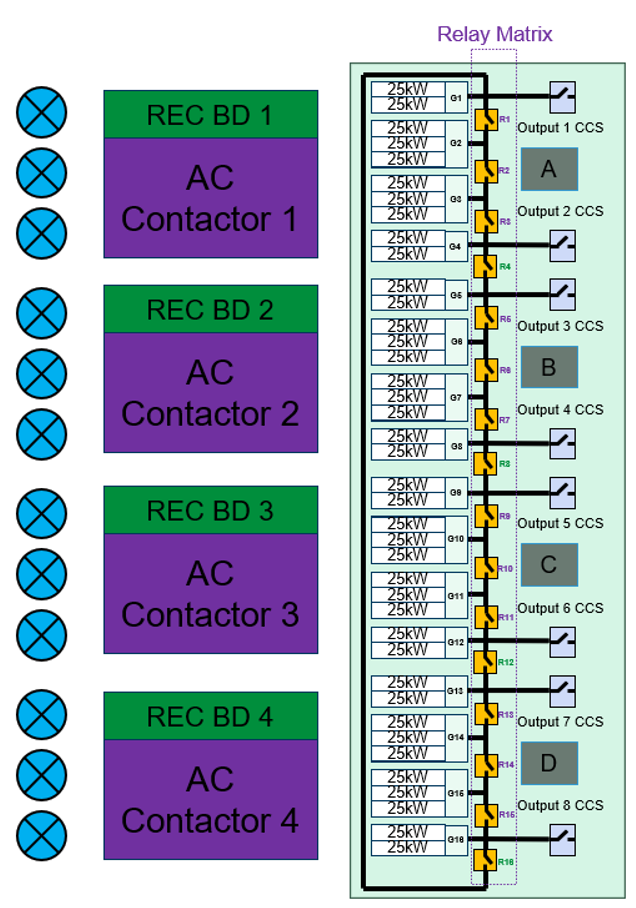 Relay Matrix
REC BD 1
AC
Contactor 1
REC BD 2
AC
Contactor 2
REC BD 3
AC
Contactor 3
REC BD 4
AC
Contactor 4
25kW
25kW
G1
R1
Output 1 CCS
25kW
25kW
25kW
G2
R2
A
25kW
25kW
25kW
G3
R3
Output 2 CCS
25kW
25kW
G4
R4
25kW
25kW
G5
R5
Output 3 CCS
25kW
25kW
25kW
G6
R6
B
25kW
25kW
25kW
G7
R7
Output 4 CCS
25kW
25kW
G8
R8
25kW
25kW
G9
R9
Output 5 CCS
25kW
25kW
25kW
G10
R10
C
25kW
25kW
25kW
G11
R11
Output 6 CCS
25kW
25kW
G12
R12
25kW
25kW
G13
R13
Output 7 CCS
25kW
25kW
25kW
G14
R14
D
25kW
25kW
25kW
G15
R15
Output 8 CCS
25kW
25kW
G16
R16